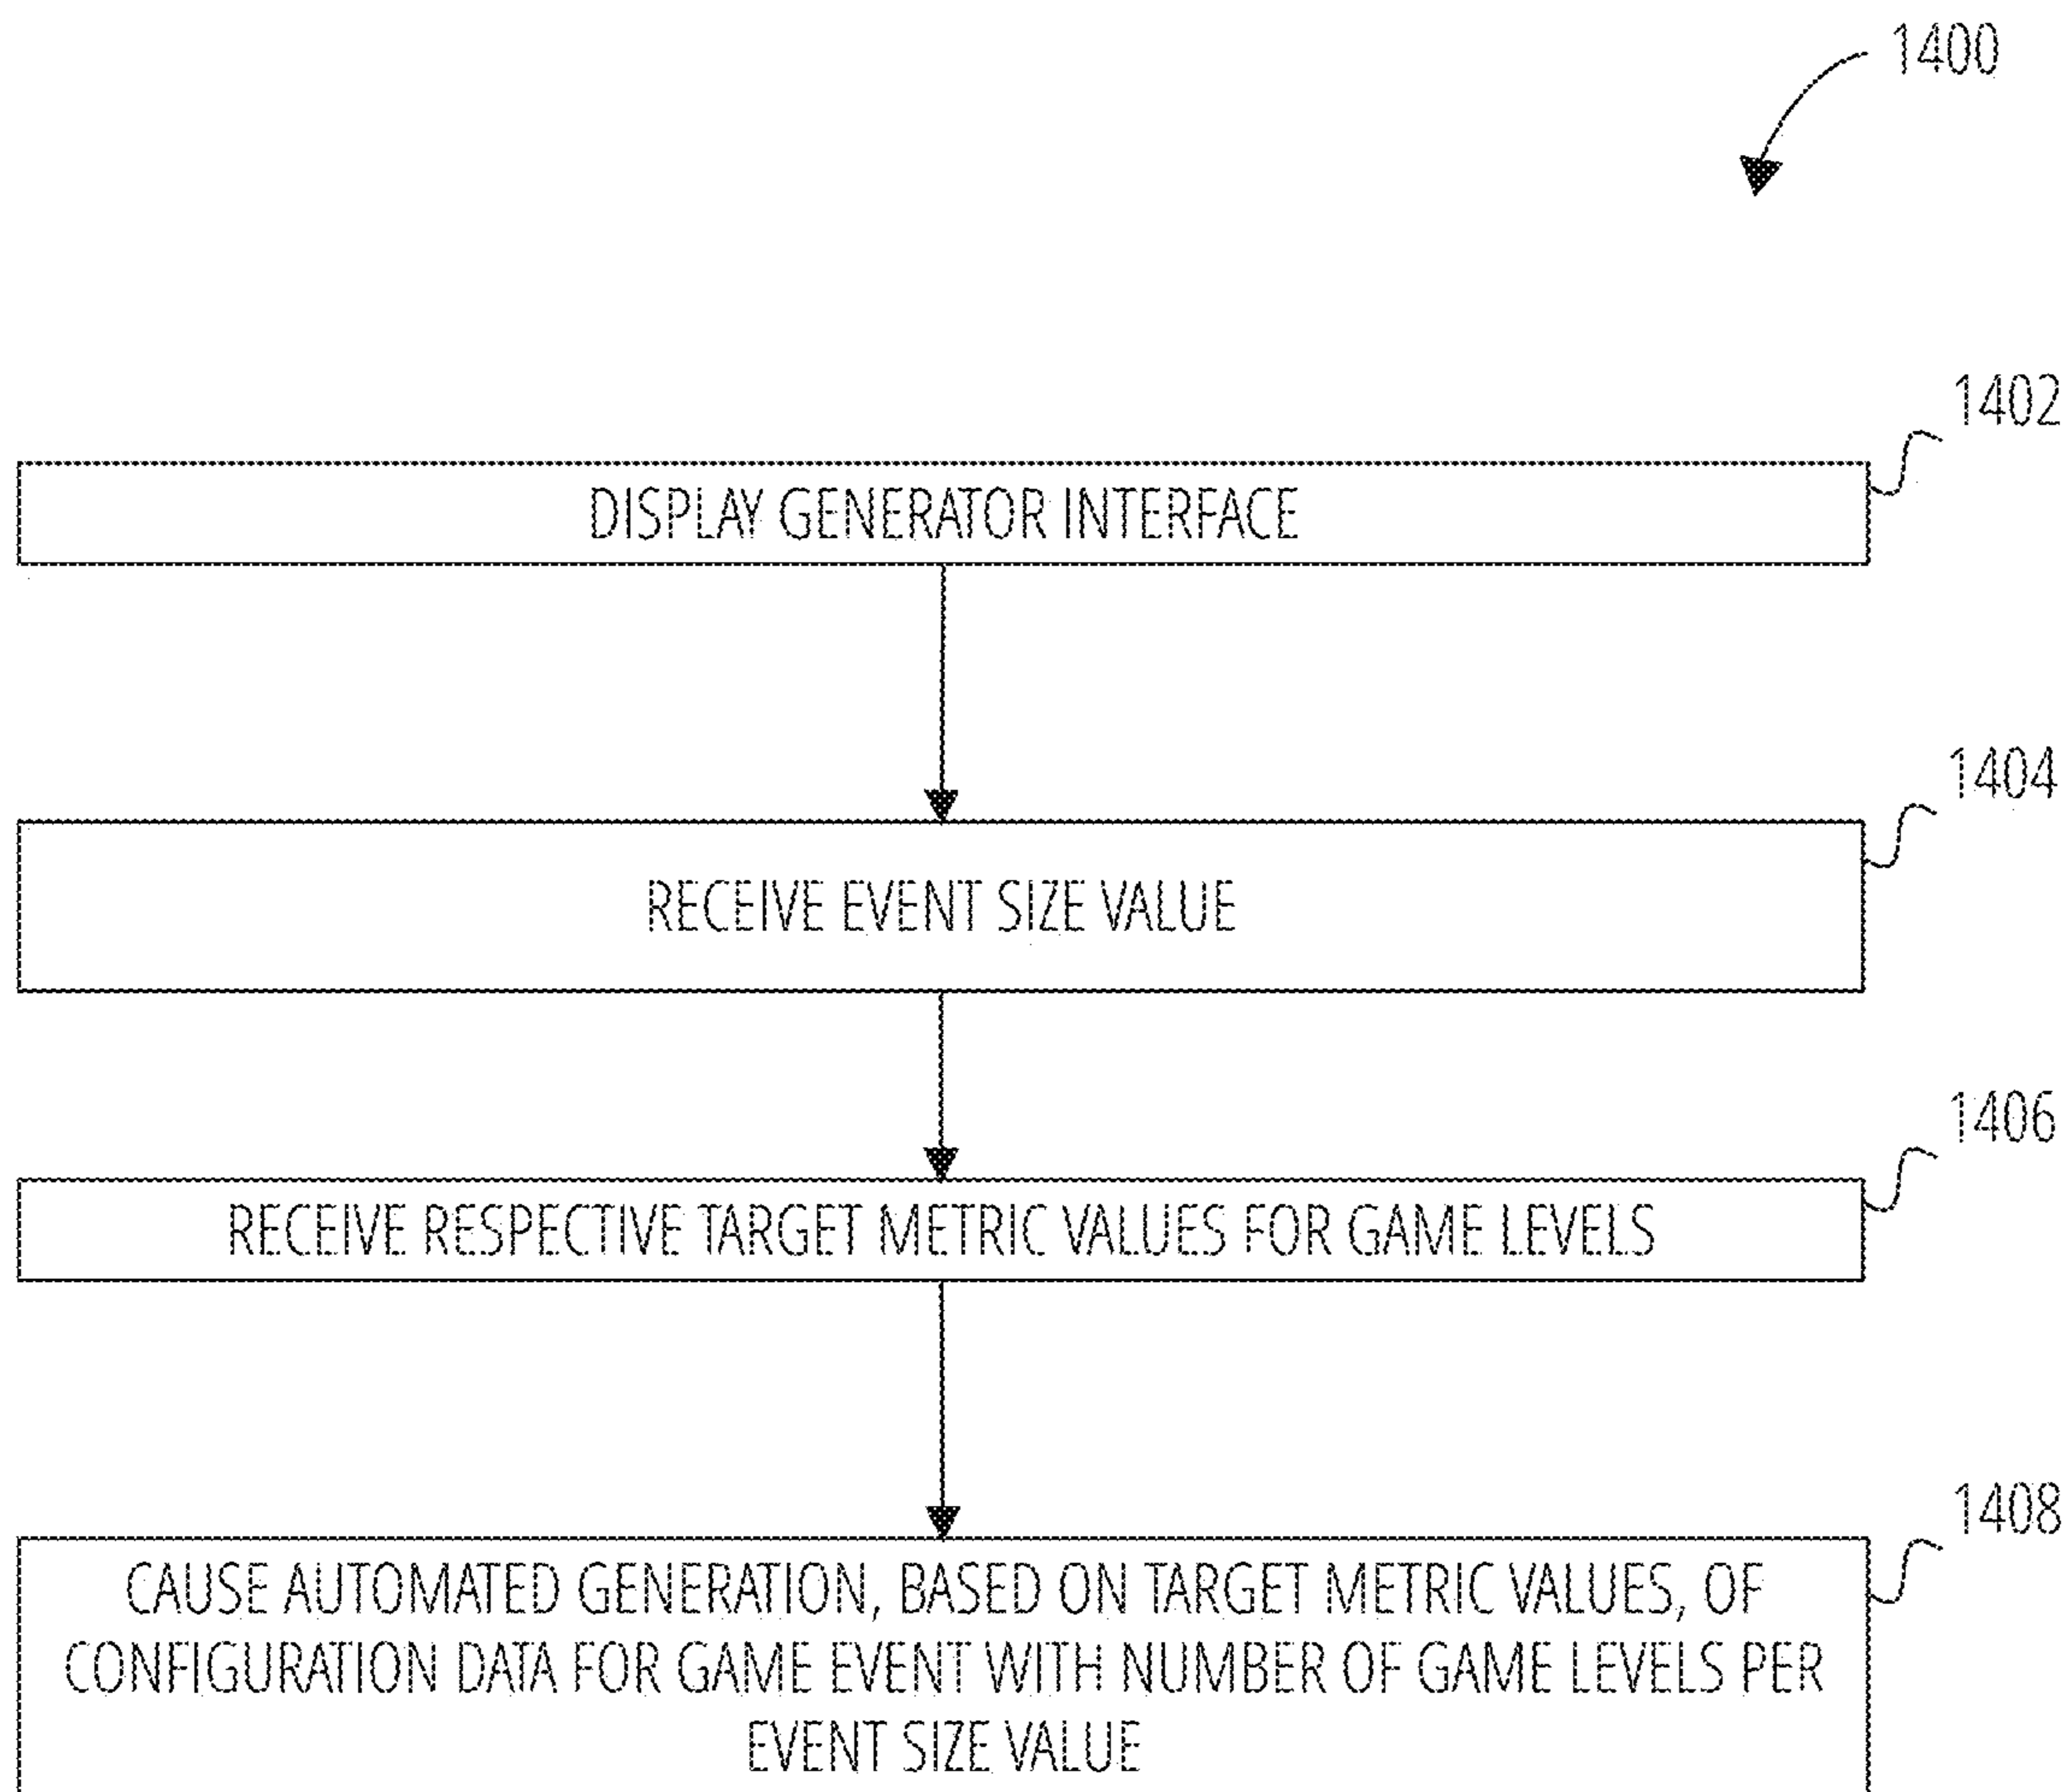 1400
1402
DISPLAY GENERATOR INTERFACE
1404
RECEIVE EVENT SIZE VALUE
1406
RECEIVE RESPECTIVE TARGET METRIC VALUES FOR GAME LEVELS
1408
CAUSE AUTOMATED GENERATION, BASED ON TARGET METRIC VALUES, OF
CONFIGURATION DATA FOR GAME EVENT WITH NUMBER OF GAME LEVELS PER
EVENT SIZE VALUE